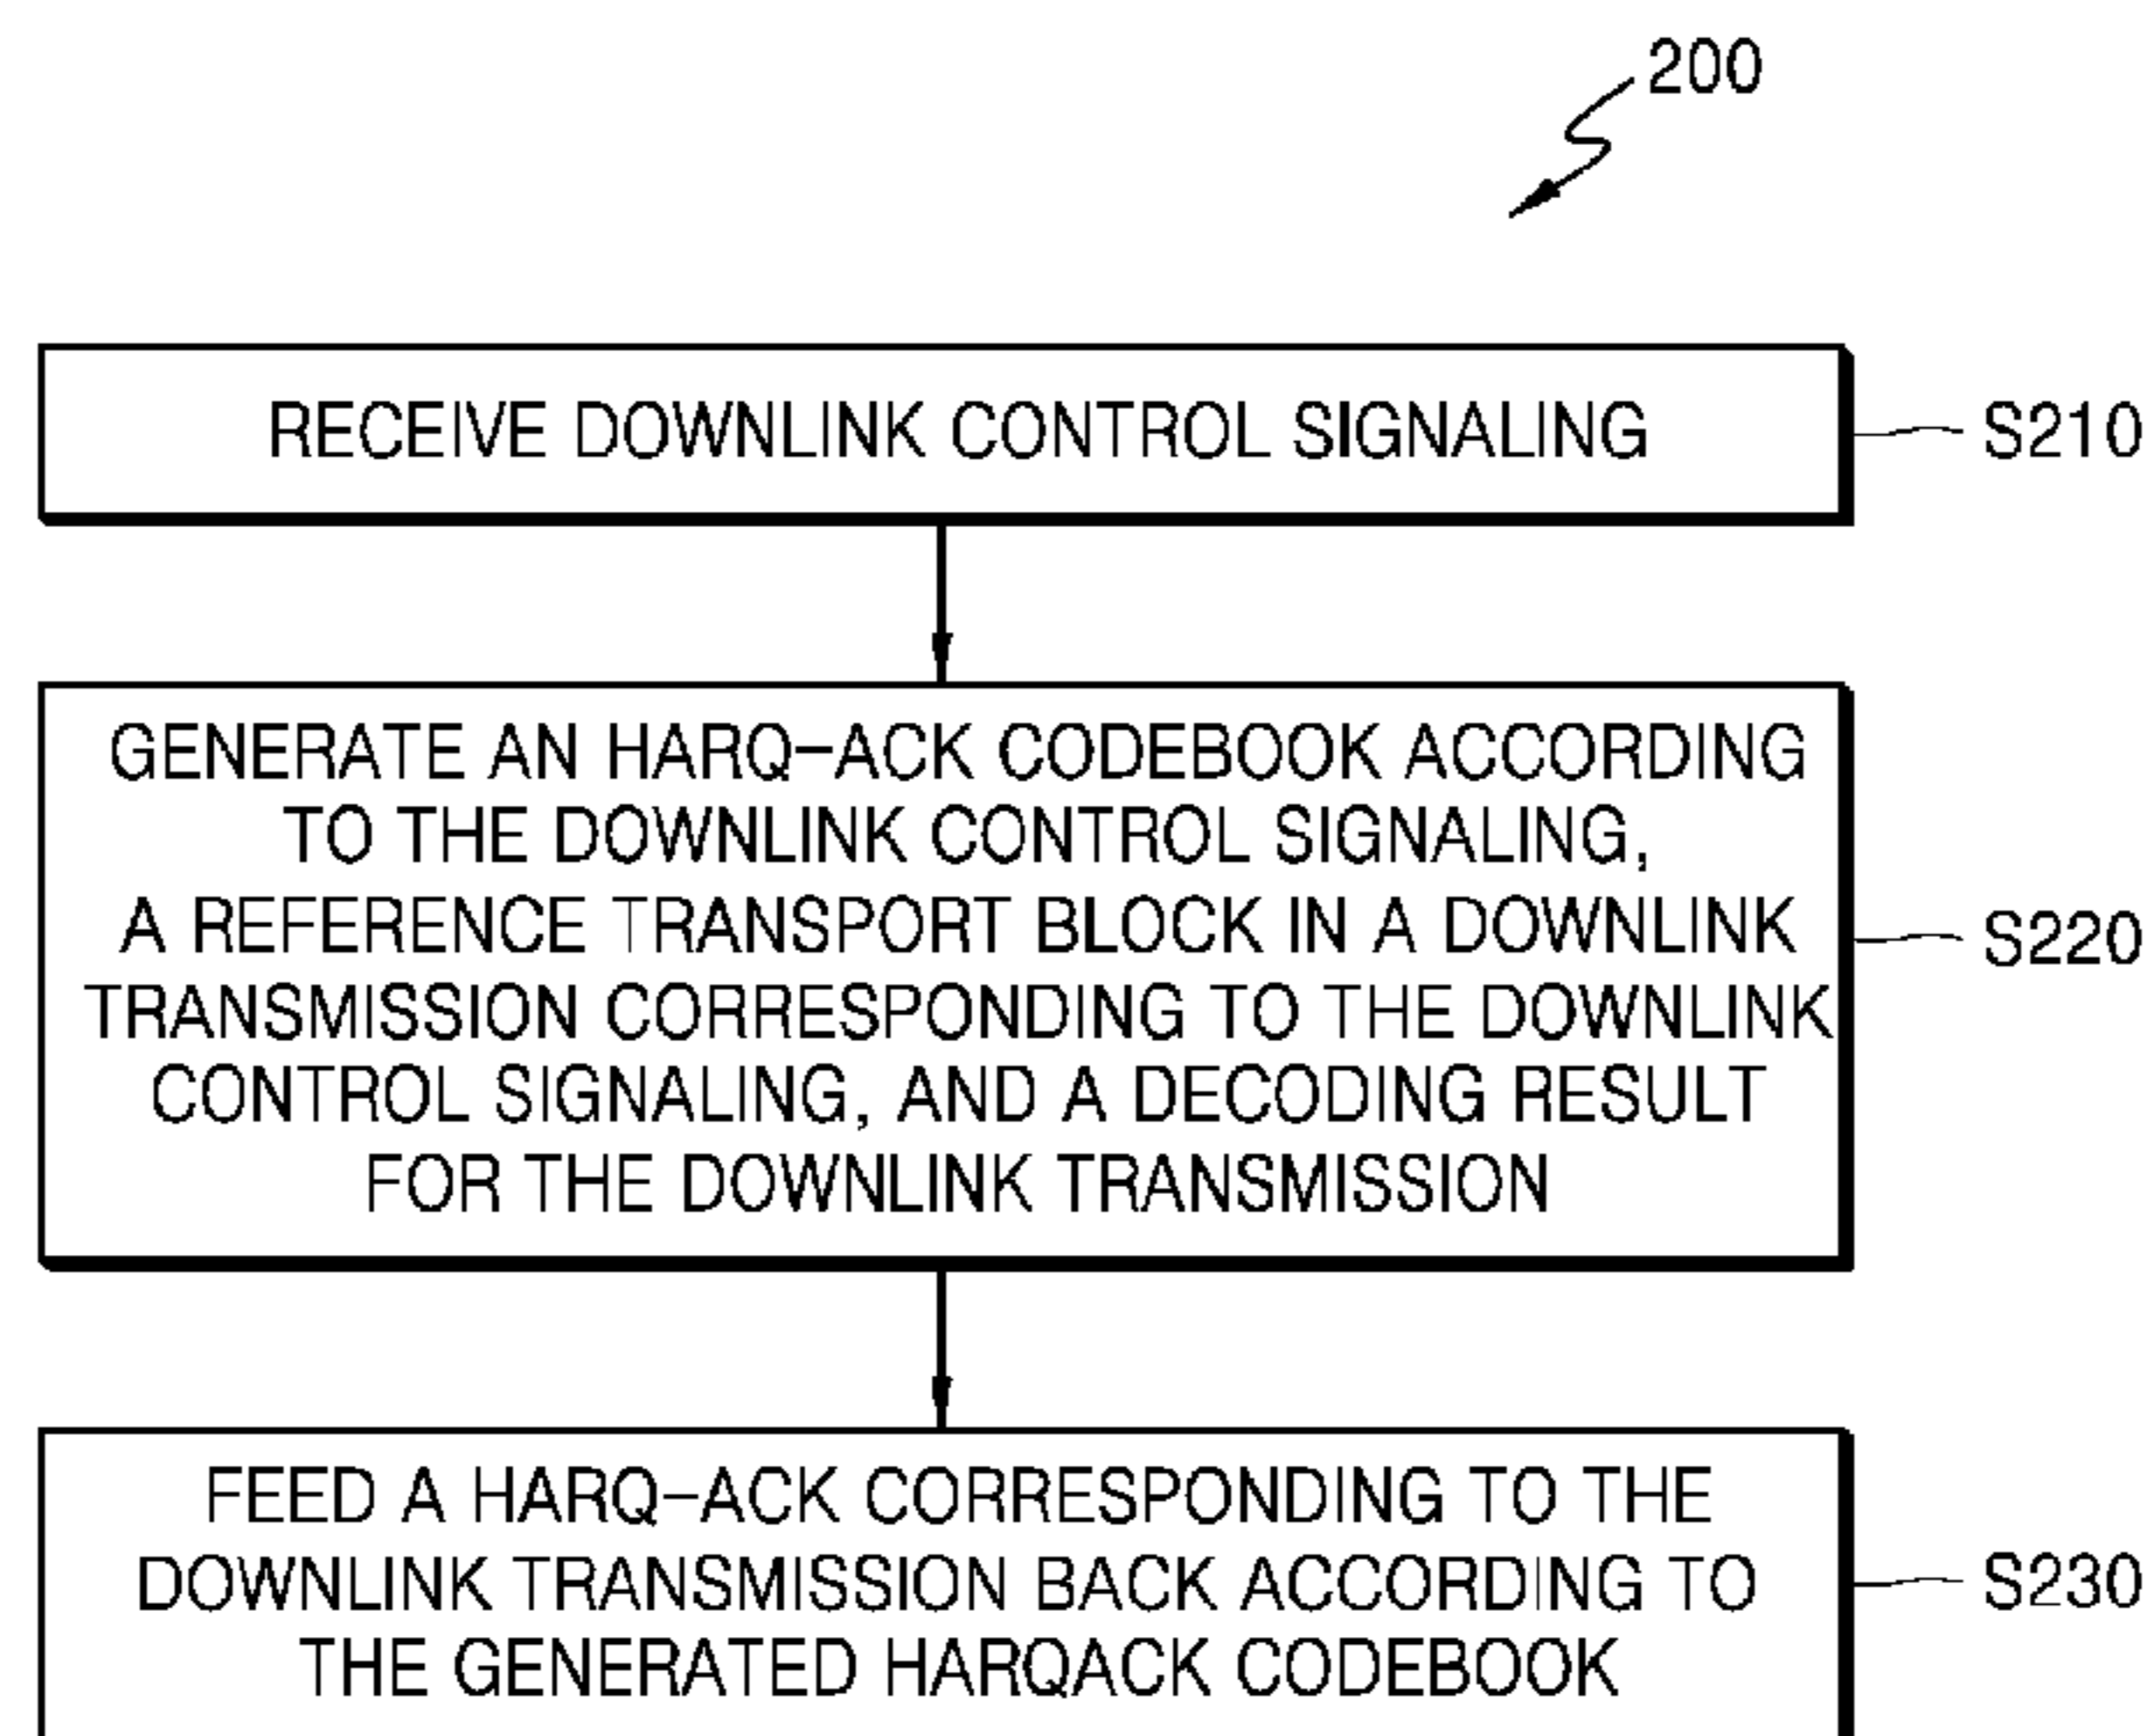 200
RECEIVE DOWNLINK CONTROL SIGNALING
S210
GENERATE AN HARQ-ACK CODEBOOK ACCORDING
TO THE DOWNLINK CONTROL SIGNALING,
A REFERENCE TRANSPORT BLOCK IN A DOWNLINK
TRANSMISSION CORRESPONDING TO THE DOWNLINK
CONTROL SIGNALING, AND A DECODING RESULT
FOR THE DOWNLINK TRANSMISSION
S220
FEED A HARQ-ACK CORRESPONDING TO THE
DOWNLINK TRANSMISSION BACK ACCORDING TO
THE GENERATED HARQACK CODEBOOK
S230